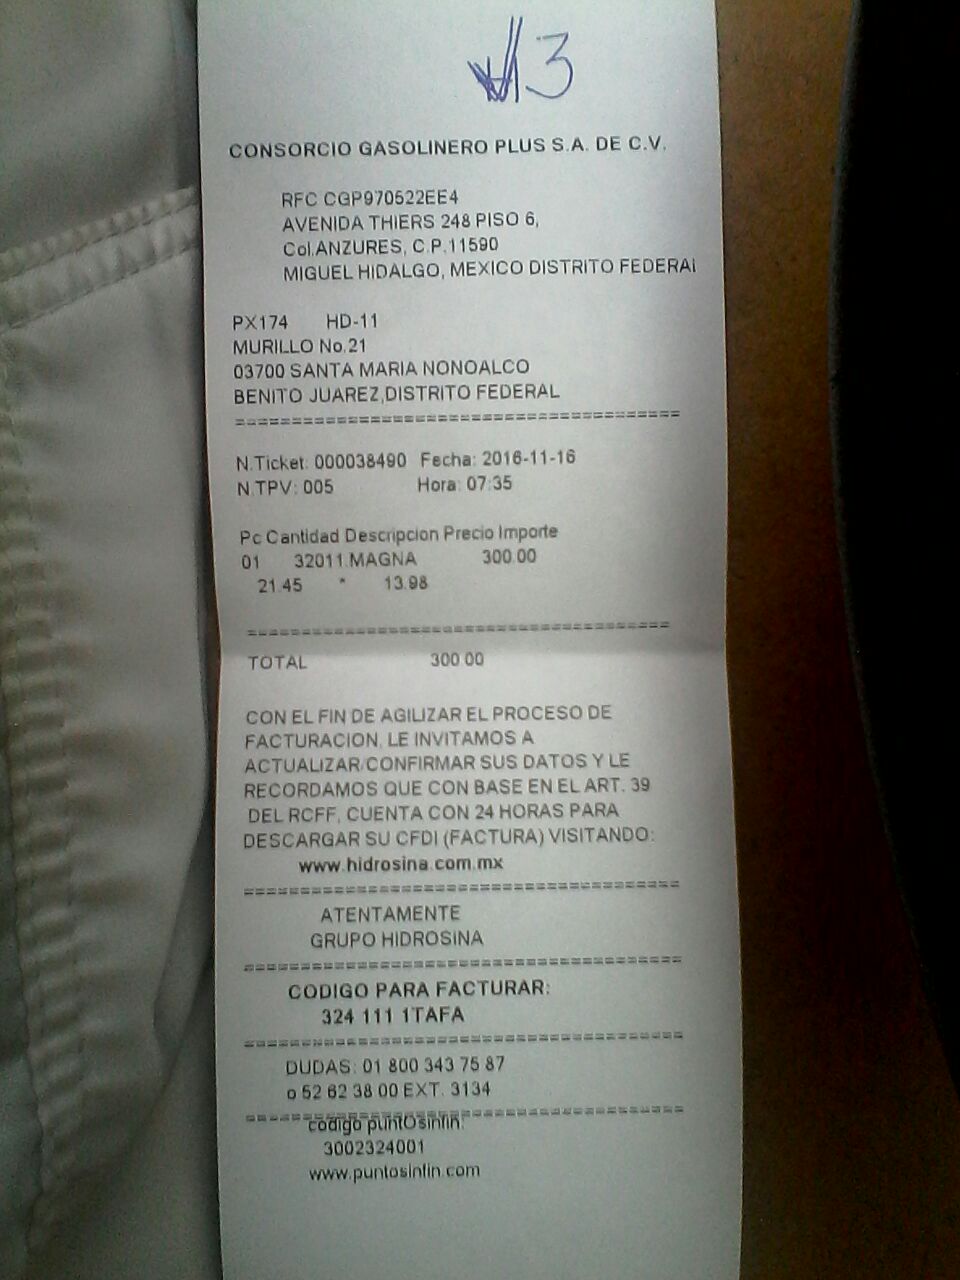 13
CONSORCIO GASOLINERO PLUS S.A. DE C.V.
RFC CGP970522EE4
AVENIDA THIERS 248 PISO 6,
Col.ANZURES, C.P.11590
MIGUEL HIDALGO, MEXICO DISTRITO FEDERAL
PX174 HD-11
MURILLO No.21
03700 SANTA MARIA NONOALCO
BENITO JUAREZ,DISTRITO FEDERAL
=======================================
N.Ticket: 000038490 Fecha: 2016-11-16
N.TPV: 005 Hora: 07:35
Pc Cantidad Descripcion Precio Importe
01 32011 MAGNA 300.00
21.45 * 13.98
=====================================
TOTAL 300.00
CON EL FIN DE AGILIZAR EL PROCESO DE
FACTURACION, LE INVITAMOS A
ACTUALIZAR/CONFIRMAR SUS DATOS Y LE
RECORDAMOS QUE CON BASE EN EL ART. 39
DEL RCFF, CUENTA CON 24 HORAS PARA
DESCARGAR SU CFDI (FACTURA) VISITANDO:
www.hidrosina.com.mx
======================================
ATENTAMENTE
GRUPO HIDROSINA
======================================
CODIGO PARA FACTURAR:
324 111 1TAFA
======================================
DUDAS: 01 800 343 75 87
o 52 62 38 00 EXT. 3134
======================================
codigo puntOsinfin:
3002324001
www.puntosinfin.com